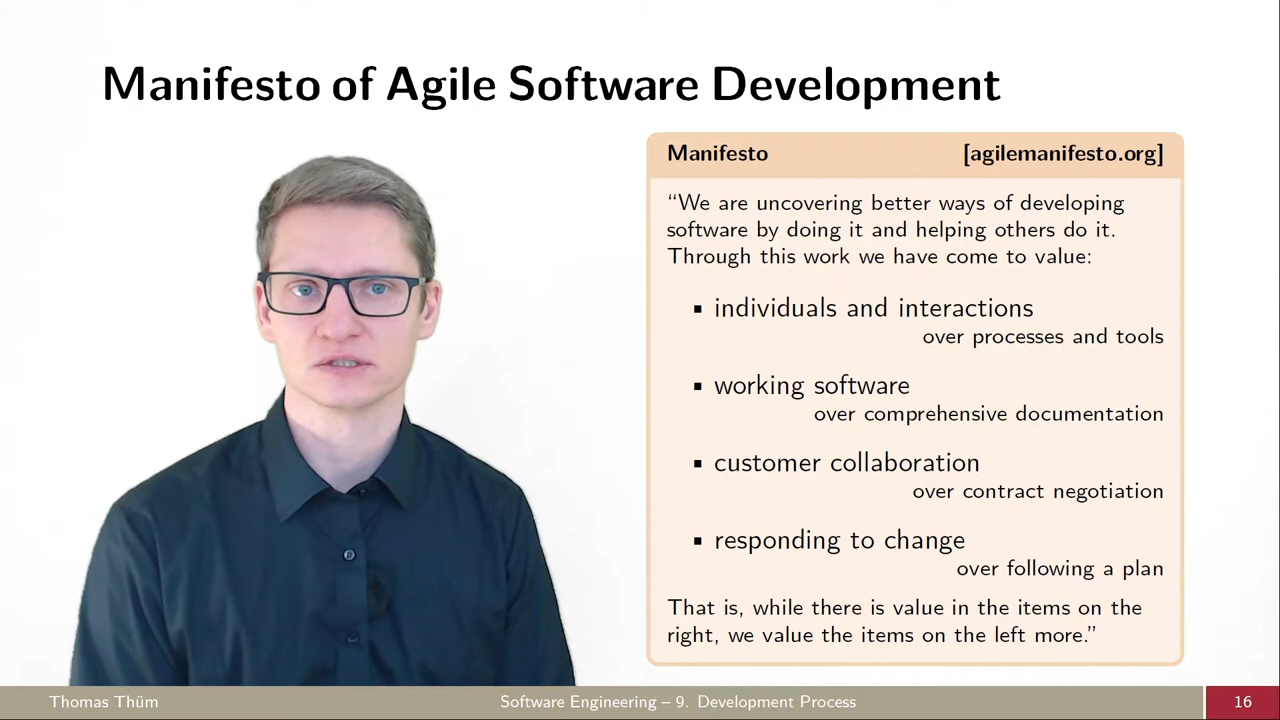 Manifesto of Agile Software Development
Manifesto [agilemanifesto.org]
“We are uncovering better ways of developing
software by doing it and helping others do it.
Through this work we have come to value:
▪ individuals and interactions
over processes and tools
▪ working software
over comprehensive documentation
▪ customer collaboration
over contract negotiation
▪ responding to change
over following a plan
That is, while there is value in the items on the
right, we value the items on the left more.”
Thomas Thüm Software Engineering – 9. Development Process 16